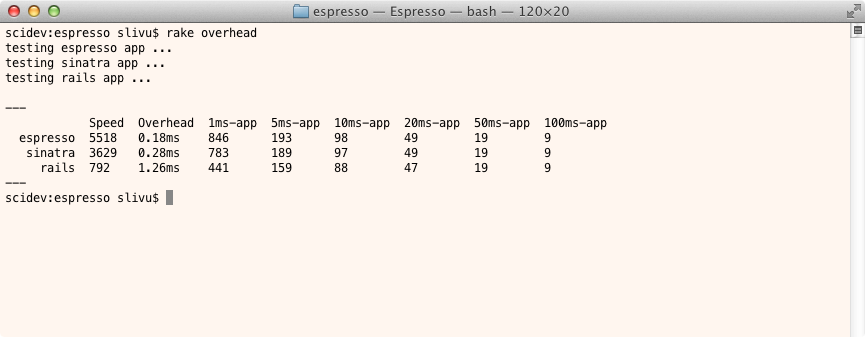 espresso — Espresso — bash — 120×20
scidev:espresso slivu$ rake overhead
testing espresso app ...
testing sinatra app ...
testing rails app ...
---
Speed Overhead 1ms-app 5ms-app 10ms-app 20ms-app 50ms-app 100ms-app
espresso 5518 0.18ms 846 193 98 49 19 9
sinatra 3629 0.28ms 783 189 97 49 19 9
rails 792 1.26ms 441 159 88 47 19 9
---
scidev:espresso slivu$